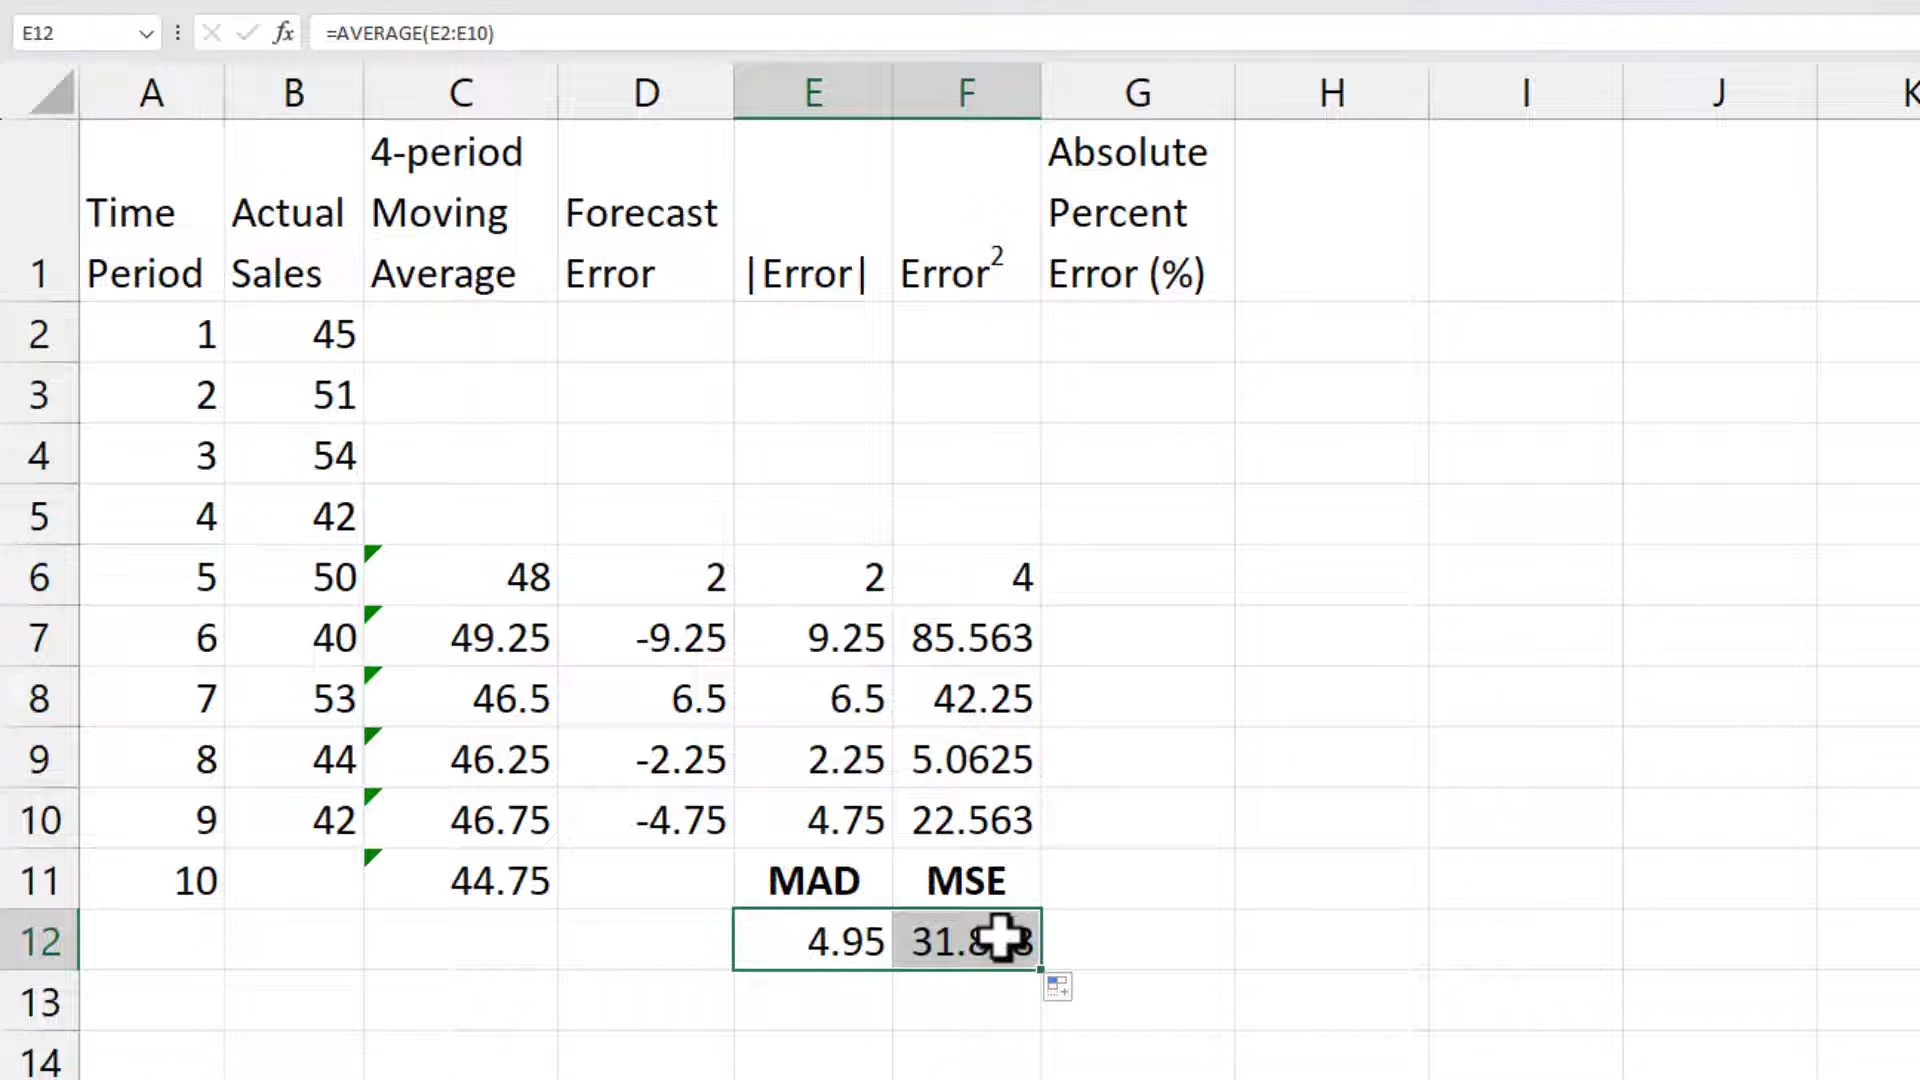 E12 fx =AVERAGE(E2:E10)
A B C D E F G H I J K
4-period Absolute
Time Actual Moving Forecast Percent
1 Period Sales Average Error |Error| Error² Error (%)
2 1 45
3 2 51
4 3 54
5 4 42
6 5 50 48 2 2 4
7 6 40 49.25 -9.25 9.25 85.563
8 7 53 46.5 6.5 6.5 42.25
9 8 44 46.25 -2.25 2.25 5.0625
10 9 42 46.75 -4.75 4.75 22.563
11 10 44.75 MAD MSE
12 4.95
13
14